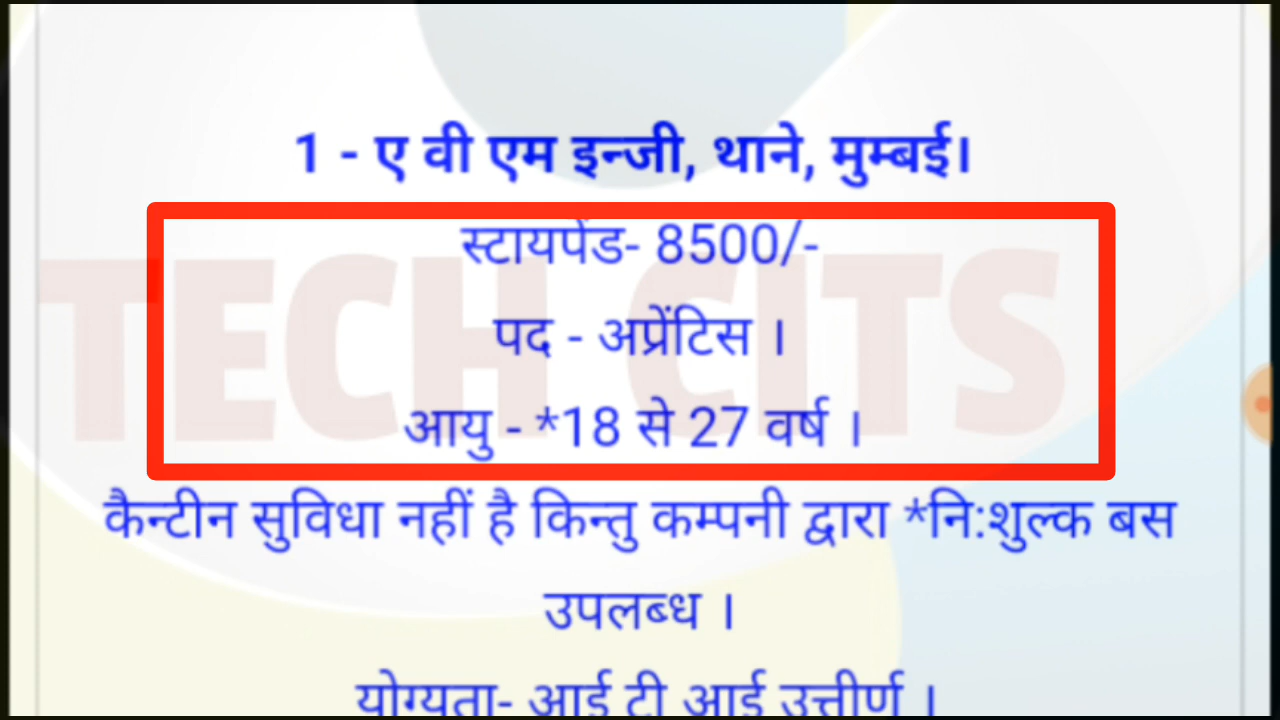 1 - ए वी एम इन्जी, थाने, मुम्बई।
स्टायपेंड- 8500/-
पद - अप्रेंटिस ।
TECH CITS
आयु - *18 से 27 वर्ष ।
कैन्टीन सुविधा नहीं है किन्तु कम्पनी द्वारा *नि:शुल्क बस
उपलब्ध ।
योग्यता- आई टी आई उत्तीर्ण ।